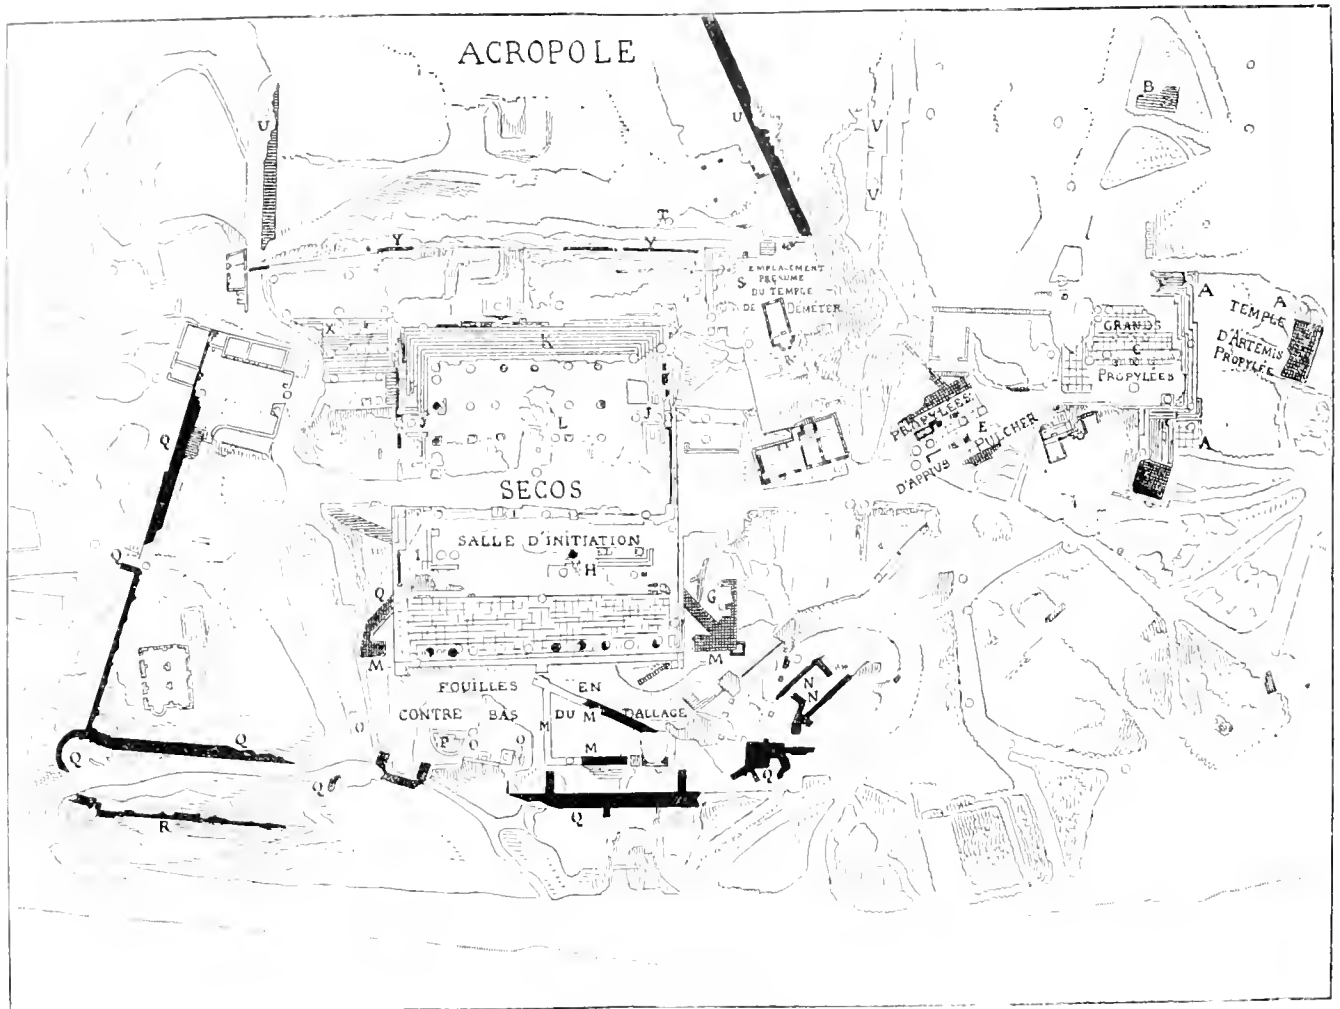 ACROPOLE
B
U
U
V
V
T
Y
Y
S
EMPLACEMENT
PRÉSUMÉ
DU TEMPLE
DE DÉMÉTER
A
A
TEMPLE
D'ARTÉMIS
PROPYLÉE
GRANDS
C
PROPYLÉES
X
K
J
J
L
PROPYLÉES
E
D'APPIUS PULCHER
A
Q
SECOS
SALLE D'INITIATION
I
H
Q
Q
G
M
M
FOUILLES EN
CONTRE BAS DU DALLAGE
M
M
M
N
N
O
P
O
O
Q
Q
Q
Q
Q
R